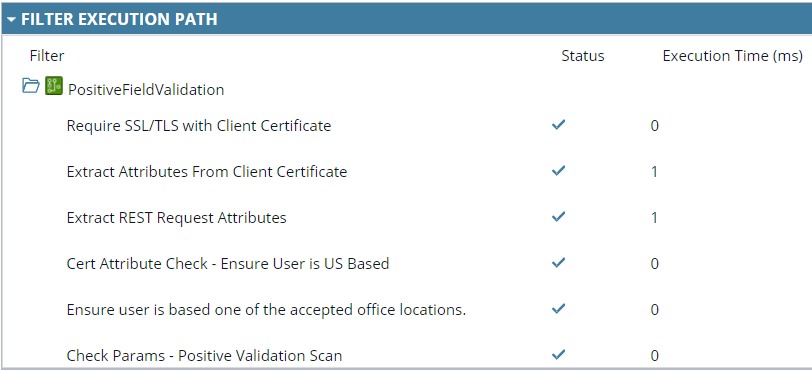 FILTER EXECUTION PATH
Filter Status Execution Time (ms)
PositiveFieldValidation
Require SSL/TLS with Client Certificate 0
Extract Attributes From Client Certificate 1
Extract REST Request Attributes 1
Cert Attribute Check - Ensure User is US Based 0
Ensure user is based one of the accepted office locations. 0
Check Params - Positive Validation Scan 0